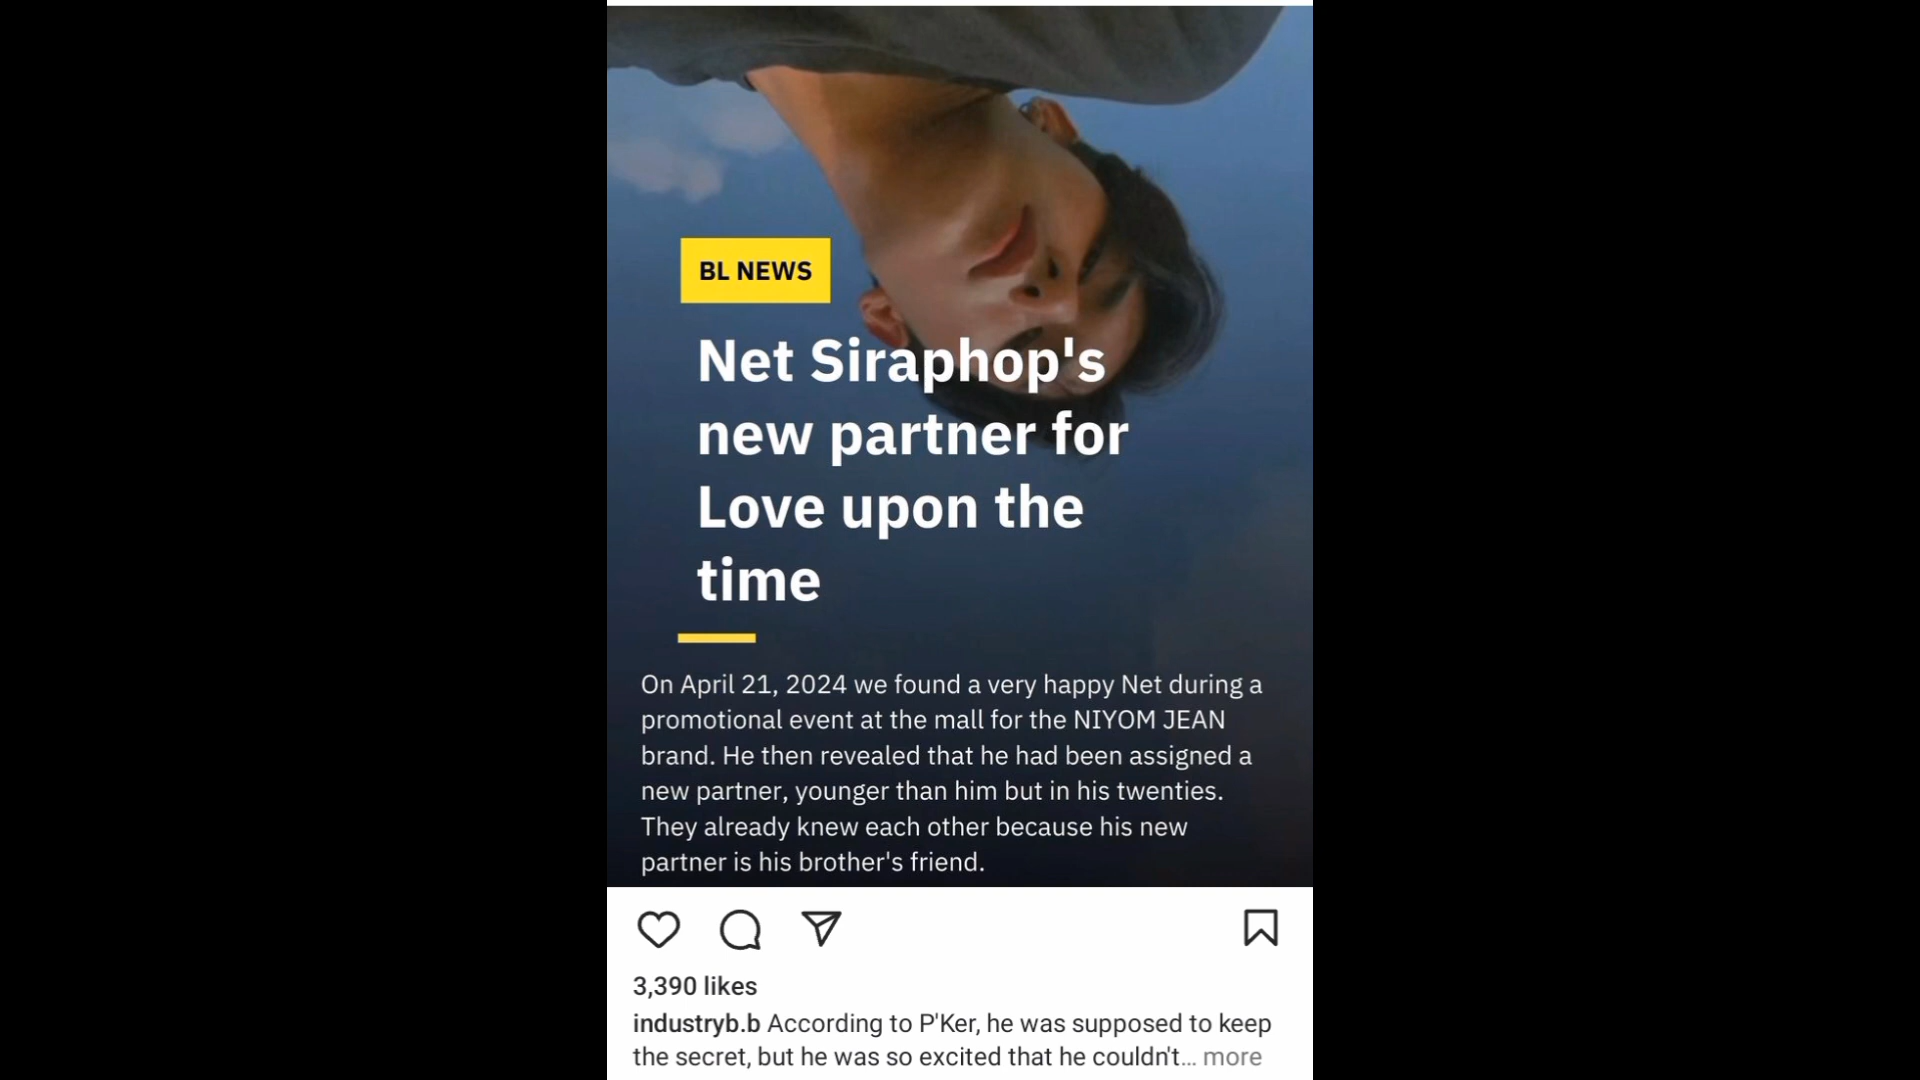 BL NEWS
Net Siraphop's
new partner for
Love upon the
time
On April 21, 2024 we found a very happy Net during a
promotional event at the mall for the NIYOM JEAN
brand. He then revealed that he had been assigned a
new partner, younger than him but in his twenties.
They already knew each other because his new
partner is his brother's friend.
3,390 likes
industryb.b According to P'Ker, he was supposed to keep
the secret, but he was so excited that he couldn't... more